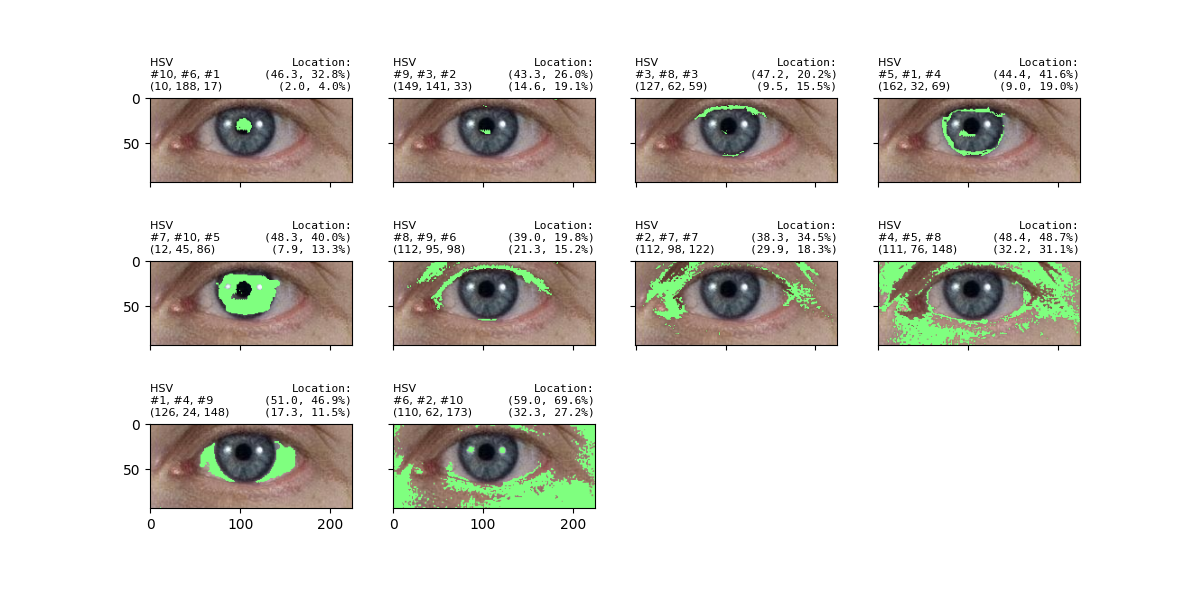 HSV Location:
#10, #6, #1 (46.3, 32.8%)
(10, 188, 17) (2.0, 4.0%)
HSV Location:
#9, #3, #2 (43.3, 26.0%)
(149, 141, 33) (14.6, 19.1%)
HSV Location:
#3, #8, #3 (47.2, 20.2%)
(127, 62, 59) (9.5, 15.5%)
HSV Location:
#5, #1, #4 (44.4, 41.6%)
(162, 32, 69) (9.0, 19.0%)
0
50
HSV Location:
#7, #10, #5 (48.3, 40.0%)
(12, 45, 86) (7.9, 13.3%)
HSV Location:
#8, #9, #6 (39.0, 19.8%)
(112, 95, 98) (21.3, 15.2%)
HSV Location:
#2, #7, #7 (38.3, 34.5%)
(112, 98, 122) (29.9, 18.3%)
HSV Location:
#4, #5, #8 (48.4, 48.7%)
(111, 76, 148) (32.2, 31.1%)
0
50
HSV Location:
#1, #4, #9 (51.0, 46.9%)
(126, 24, 148) (17.3, 11.5%)
HSV Location:
#6, #2, #10 (59.0, 69.6%)
(110, 62, 173) (32.3, 27.2%)
0
50
0 100 200
0 100 200